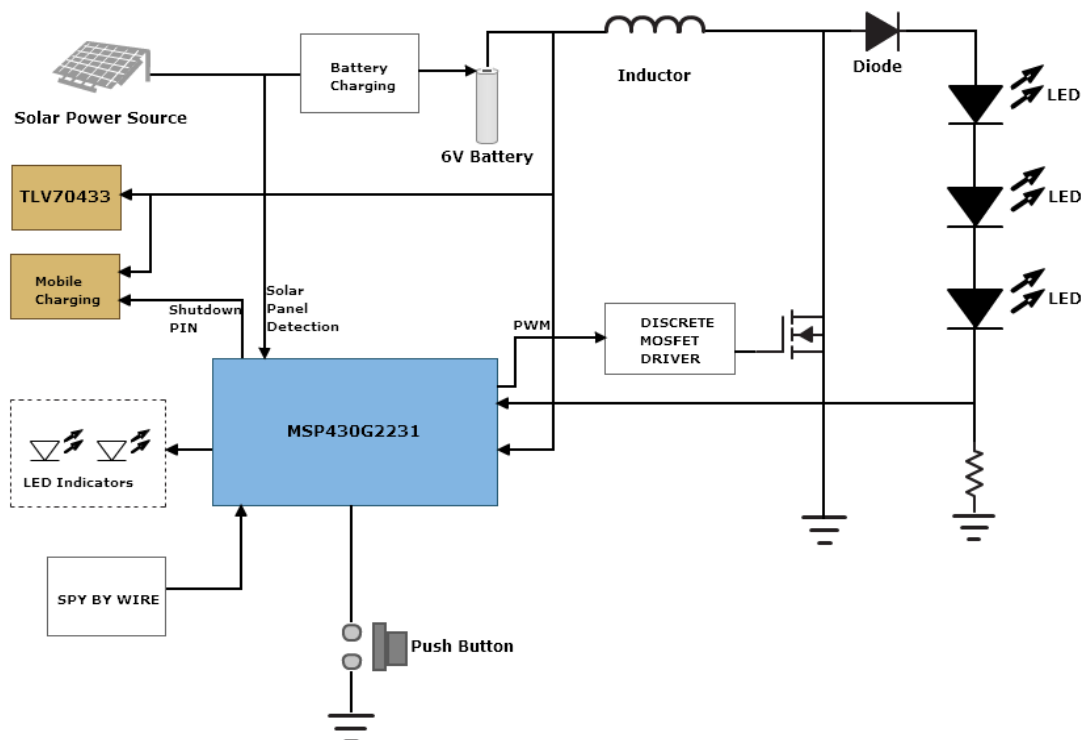 Solar Power Source
Battery
Charging
6V Battery
Inductor
Diode
LED
LED
LED
TLV70433
Mobile
Charging
Shutdown
PIN
Solar
Panel
Detection
PWM
DISCRETE
MOSFET
DRIVER
MSP430G2231
LED Indicators
SPY BY WIRE
Push Button